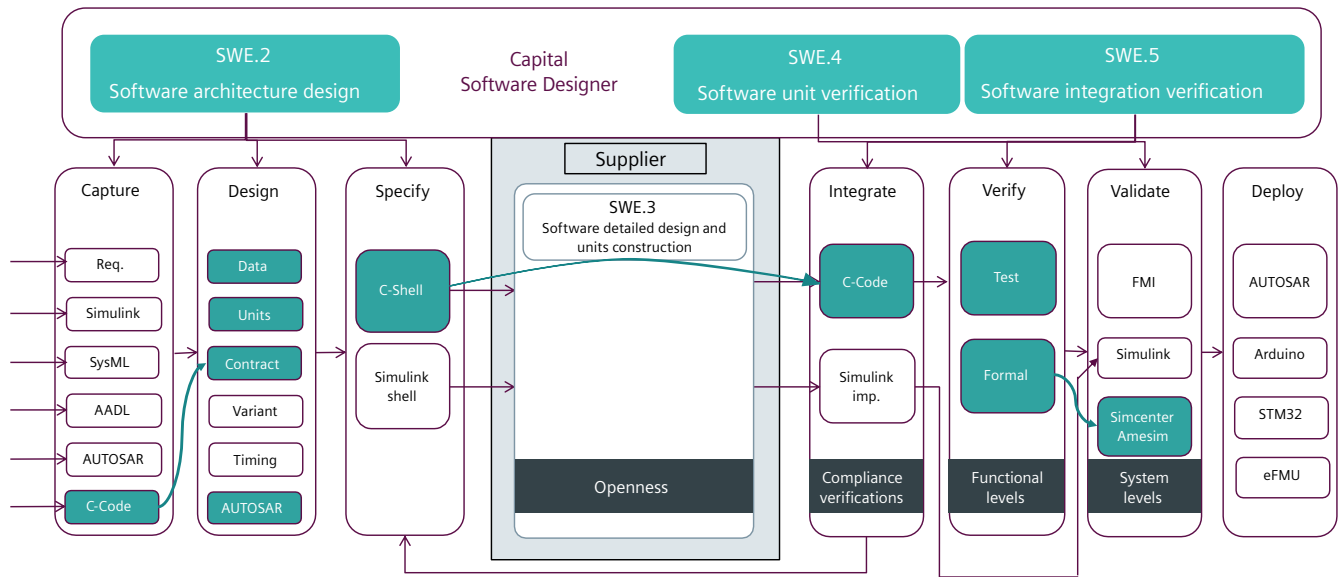 SWE.2
Software architecture design
Capital
Software Designer
SWE.4
Software unit verification
SWE.5
Software integration verification
Capture
Req.
Simulink
SysML
AADL
AUTOSAR
C-Code
Design
Data
Units
Contract
Variant
Timing
AUTOSAR
Specify
C-Shell
Simulink
shell
Supplier
SWE.3
Software detailed design and
units construction
Openness
Integrate
C-Code
Simulink
imp.
Compliance
verifications
Verify
Test
Formal
Functional
levels
Validate
FMI
Simulink
Simcenter
Amesim
System
levels
Deploy
AUTOSAR
Arduino
STM32
eFMU